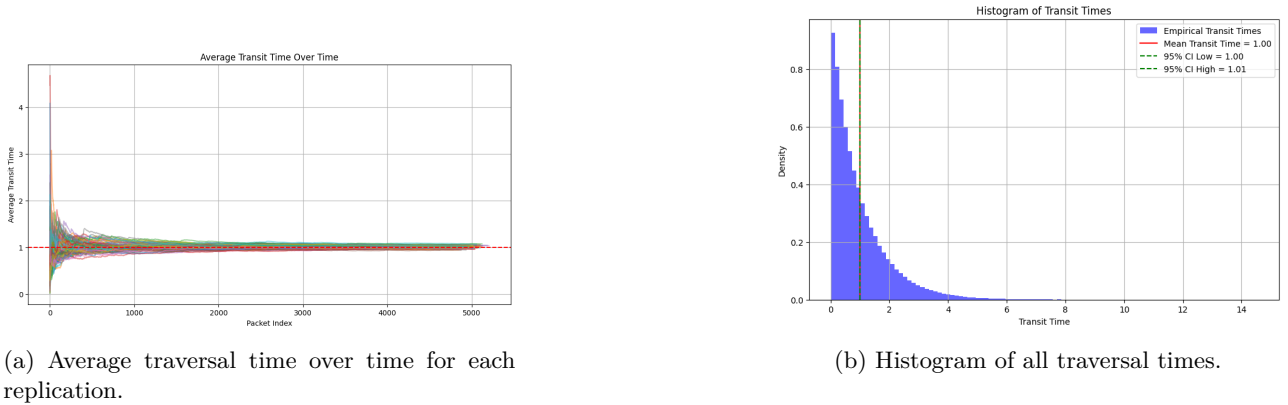 Average Transit Time Over Time
Average Transit Time
4
3
2
1
0
0 1000 2000 3000 4000 5000
Packet Index
(a) Average traversal time over time for each
replication.
Histogram of Transit Times
Empirical Transit Times
Mean Transit Time = 1.00
95% CI Low = 1.00
95% CI High = 1.01
Density
0.8
0.6
0.4
0.2
0.0
0 2 4 6 8 10 12 14
Transit Time
(b) Histogram of all traversal times.